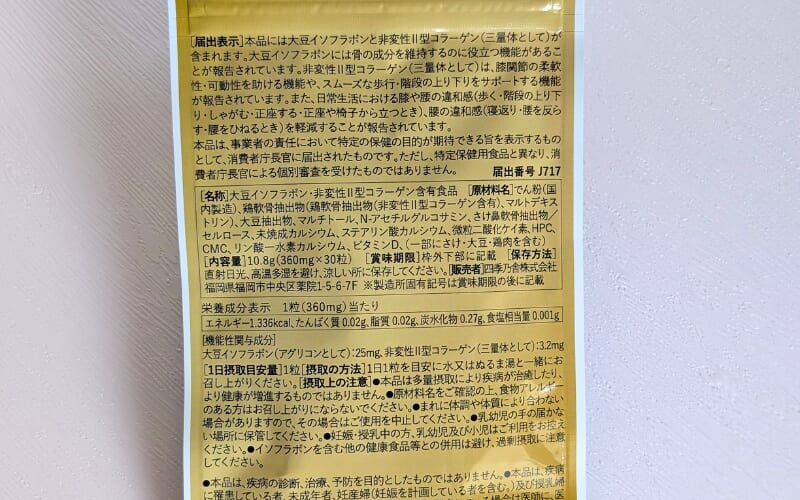 [届出表示]本品には大豆イソフラボンと非変性Ⅱ型コラーゲン(三量体として)が
含まれます。大豆イソフラボンには骨の成分を維持するのに役立つ機能があるこ
とが報告されています。非変性Ⅱ型コラーゲン(三量体として)は、膝関節の柔軟
性・可動性を助ける機能や、スムーズな歩行・階段の上り下りをサポートする機能
が報告されています。また、日常生活における膝や腰の違和感(歩く・階段の上り下
り・しゃがむ・正座する・正座や椅子から立つとき)、腰の違和感(寝返り・腰を反ら
す・腰をひねるとき)を軽減することが報告されています。
本品は、事業者の責任において特定の保健の目的が期待できる旨を表示するもの
として、消費者庁長官に届出されたものです。ただし、特定保健用食品と異なり、消
費者庁長官による個別審査を受けたものではありません。 届出番号 J717
[名称]大豆イソフラボン・非変性Ⅱ型コラーゲン含有食品 [原材料名]でん粉(国
内製造)、鶏軟骨抽出物(鶏軟骨抽出物(非変性Ⅱ型コラーゲン含有)、マルトデキス
トリン)、大豆抽出物、マルチトール、N-アセチルグルコサミン、さけ鼻軟骨抽出物/
セルロース、未焼成カルシウム、ステアリン酸カルシウム、微粒二酸化ケイ素、HPC、
CMC、リン酸一水素カルシウム、ビタミンD、(一部にさけ・大豆・鶏肉を含む)
[内容量]10.8g(360mg×30粒) [賞味期限]枠外下部に記載 [保存方法]
直射日光、高温多湿を避け、涼しい所に保存してください。[販売者]四季乃舎株式会社
福岡県福岡市中央区薬院1-5-6-7F ※製造所固有記号は賞味期限の後に記載
栄養成分表示 1粒(360mg)当たり
エネルギー1.336kcal、たんぱく質 0.02g、脂質 0.02g、炭水化物 0.27g、食塩相当量 0.001g
[機能性関与成分]
大豆イソフラボン(アグリコンとして):25mg、非変性Ⅱ型コラーゲン(三量体として):3.2mg
[1日摂取目安量]1粒[摂取の方法]1日1粒を目安に水又はぬるま湯と一緒にお
召し上がりください。[摂取上の注意]●本品は多量摂取により疾病が治癒したり、
より健康が増進するものではありません。●原材料名をご確認の上、食物アレルギー
のある方はお召し上がりにならないでください。●まれに体調や体質により合わない
場合がありますので、その場合はご使用を中止してください。●乳幼児の手の届かな
い場所に保管してください。●妊娠・授乳中の方、乳幼児及び小児はご利用をお控え
ください。●イソフラボンを含む他の健康食品等との併用は避け、過剰摂取に注意
してください。
●本品は、疾病の診断、治療、予防を目的としたものではありません。●本品は、疾病
に罹患している者、未成年者、妊産婦(妊娠を計画している者を含む。)及び授乳婦
場合は医師に、医